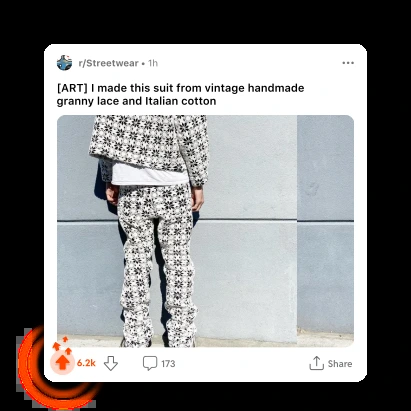 r/Streetwear • 1h
[ART] I made this suit from vintage handmade
granny lace and Italian cotton
6.2k
173
Share